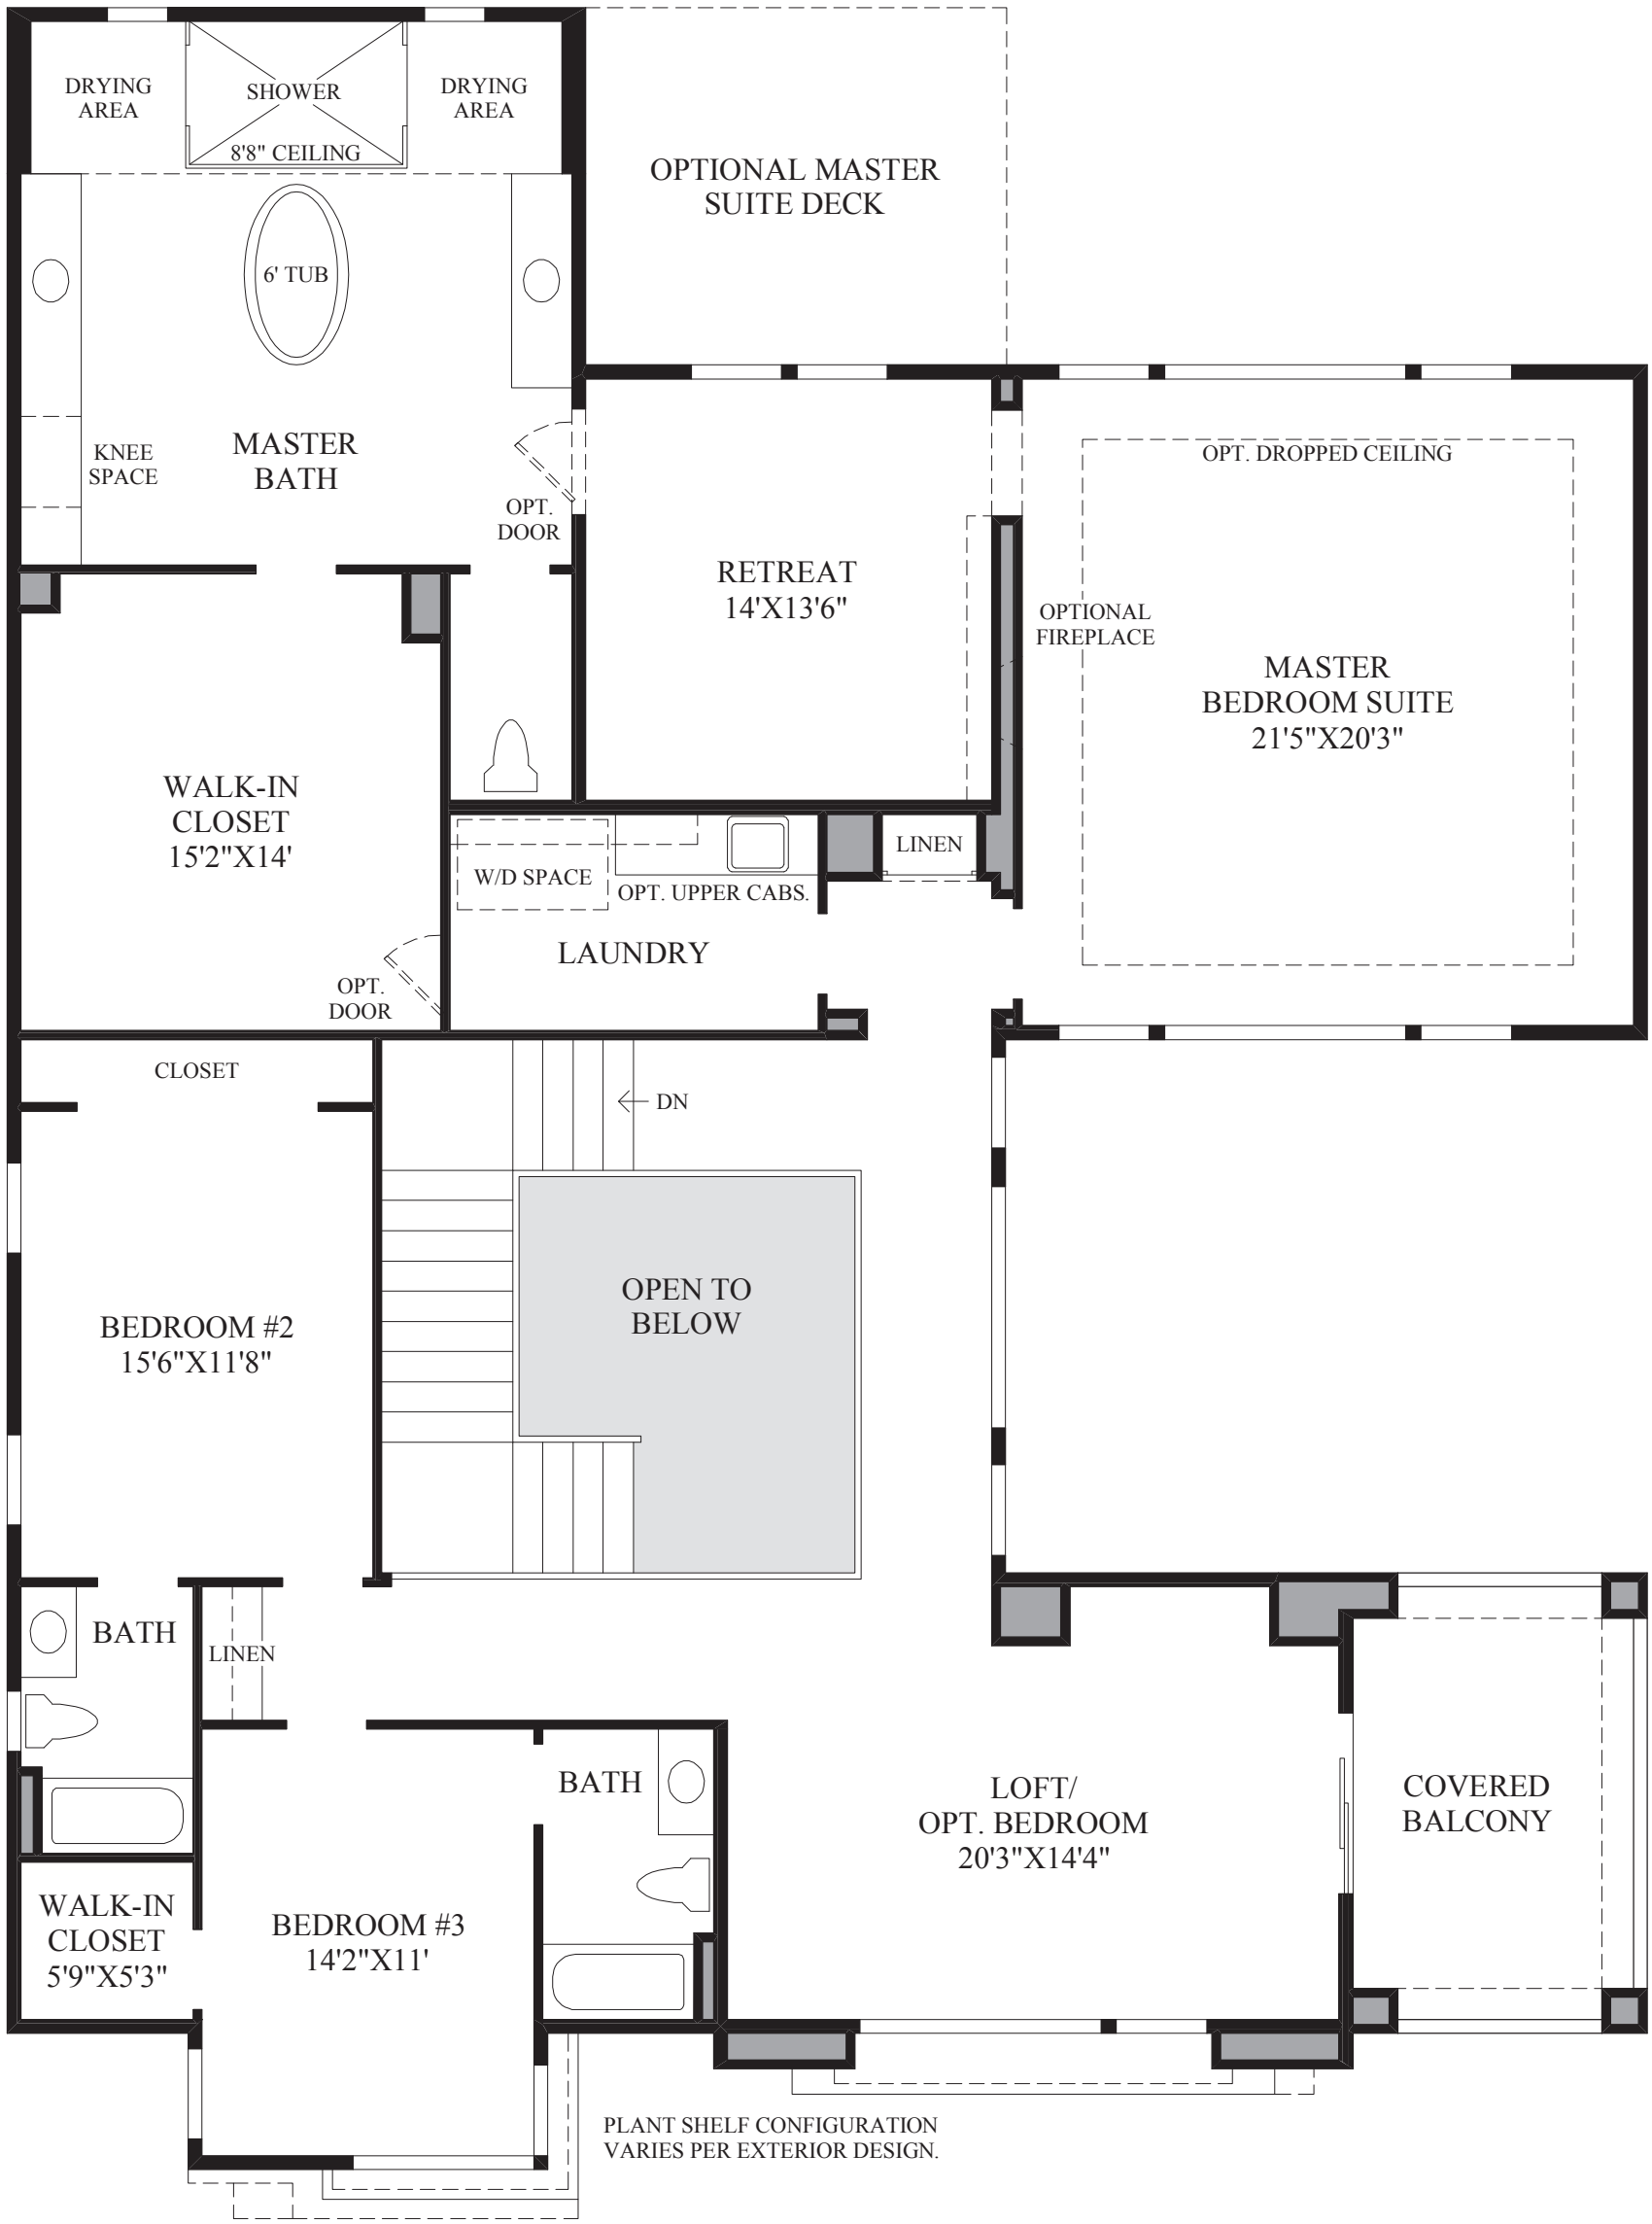 DRYING
AREA
SHOWER
8'8" CEILING
DRYING
AREA
OPTIONAL MASTER
SUITE DECK
6' TUB
KNEE
SPACE
MASTER
BATH
OPT.
DOOR
OPT. DROPPED CEILING
RETREAT
14'X13'6"
OPTIONAL
FIREPLACE
MASTER
BEDROOM SUITE
21'5"X20'3"
WALK-IN
CLOSET
15'2"X14'
W/D SPACE
OPT. UPPER CABS.
LINEN
LAUNDRY
OPT.
DOOR
CLOSET
DN
OPEN TO
BELOW
BEDROOM #2
15'6"X11'8"
BATH
LINEN
BATH
LOFT/
OPT. BEDROOM
20'3"X14'4"
COVERED
BALCONY
WALK-IN
CLOSET
5'9"X5'3"
BEDROOM #3
14'2"X11'
PLANT SHELF CONFIGURATION
VARIES PER EXTERIOR DESIGN.